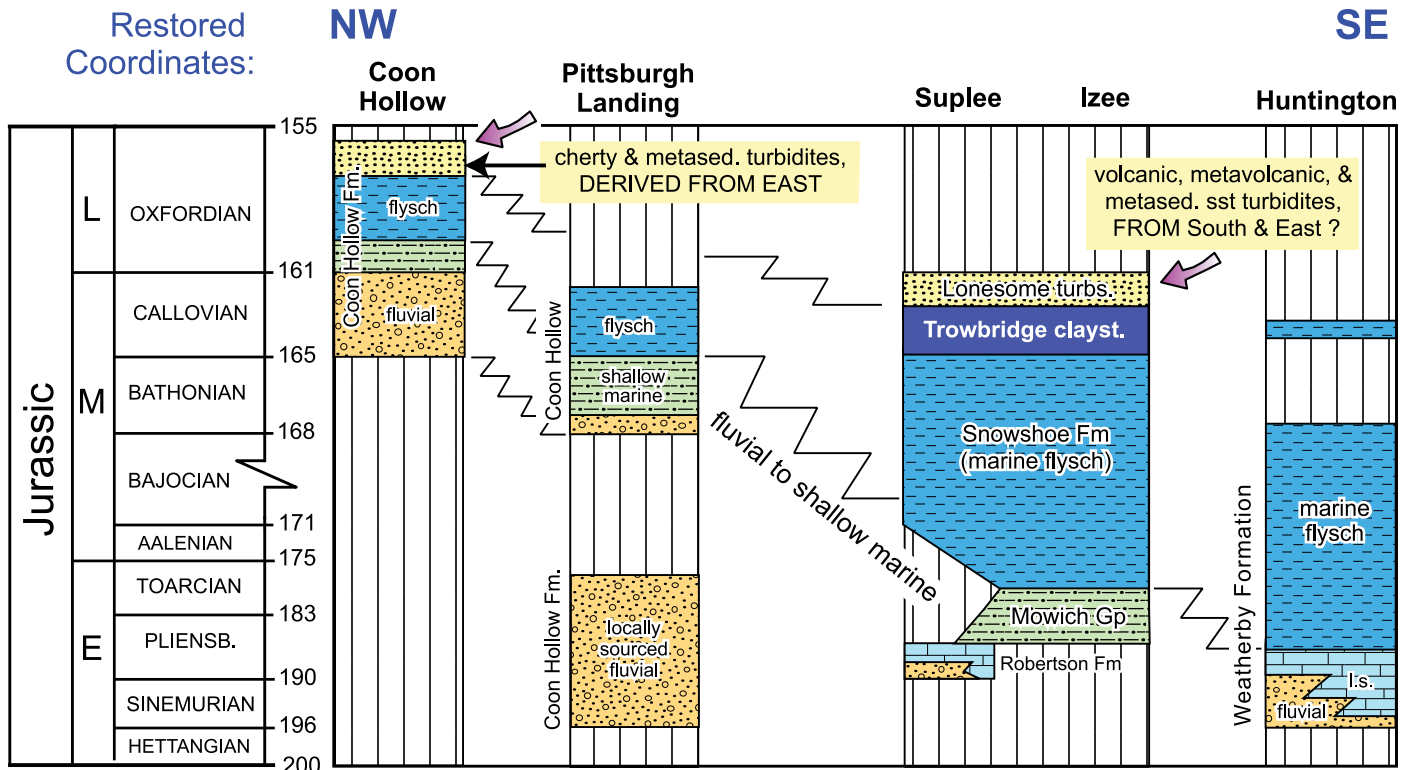 Restored
Coordinates:
NW
SE
Coon
Hollow
Pittsburgh
Landing
Suplee
Izee
Huntington
Jurassic
L
M
E
OXFORDIAN
CALLOVIAN
BATHONIAN
BAJOCIAN
AALENIAN
TOARCIAN
PLIENSB.
SINEMURIAN
HETTANGIAN
155
161
165
168
171
175
183
190
196
200
Coon Hollow Fm.
flysch
fluvial
cherty & metased. turbidites,
DERIVED FROM EAST
Coon Hollow
flysch
shallow
marine
Coon Hollow Fm.
locally
sourced
fluvial
fluvial to shallow marine
volcanic, metavolcanic, &
metased. sst turbidites,
FROM South & East ?
Lonesome turbs.
Trowbridge clayst.
Snowshoe Fm
(marine flysch)
Mowich Gp
Robertson Fm
Weatherby Formation
marine
flysch
l.s.
fluvial